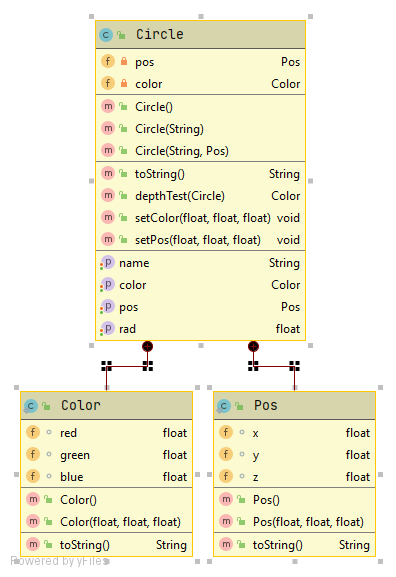 Circle
pos Pos
color Color
Circle()
Circle(String)
Circle(String, Pos)
toString() String
depthTest(Circle) Color
setColor(float, float, float) void
setPos(float, float, float) void
name String
color Color
pos Pos
rad float
Color
red float
green float
blue float
Color()
Color(float, float, float)
toString() String
Pos
x float
y float
z float
Pos()
Pos(float, float, float)
toString() String
Powered by yFiles